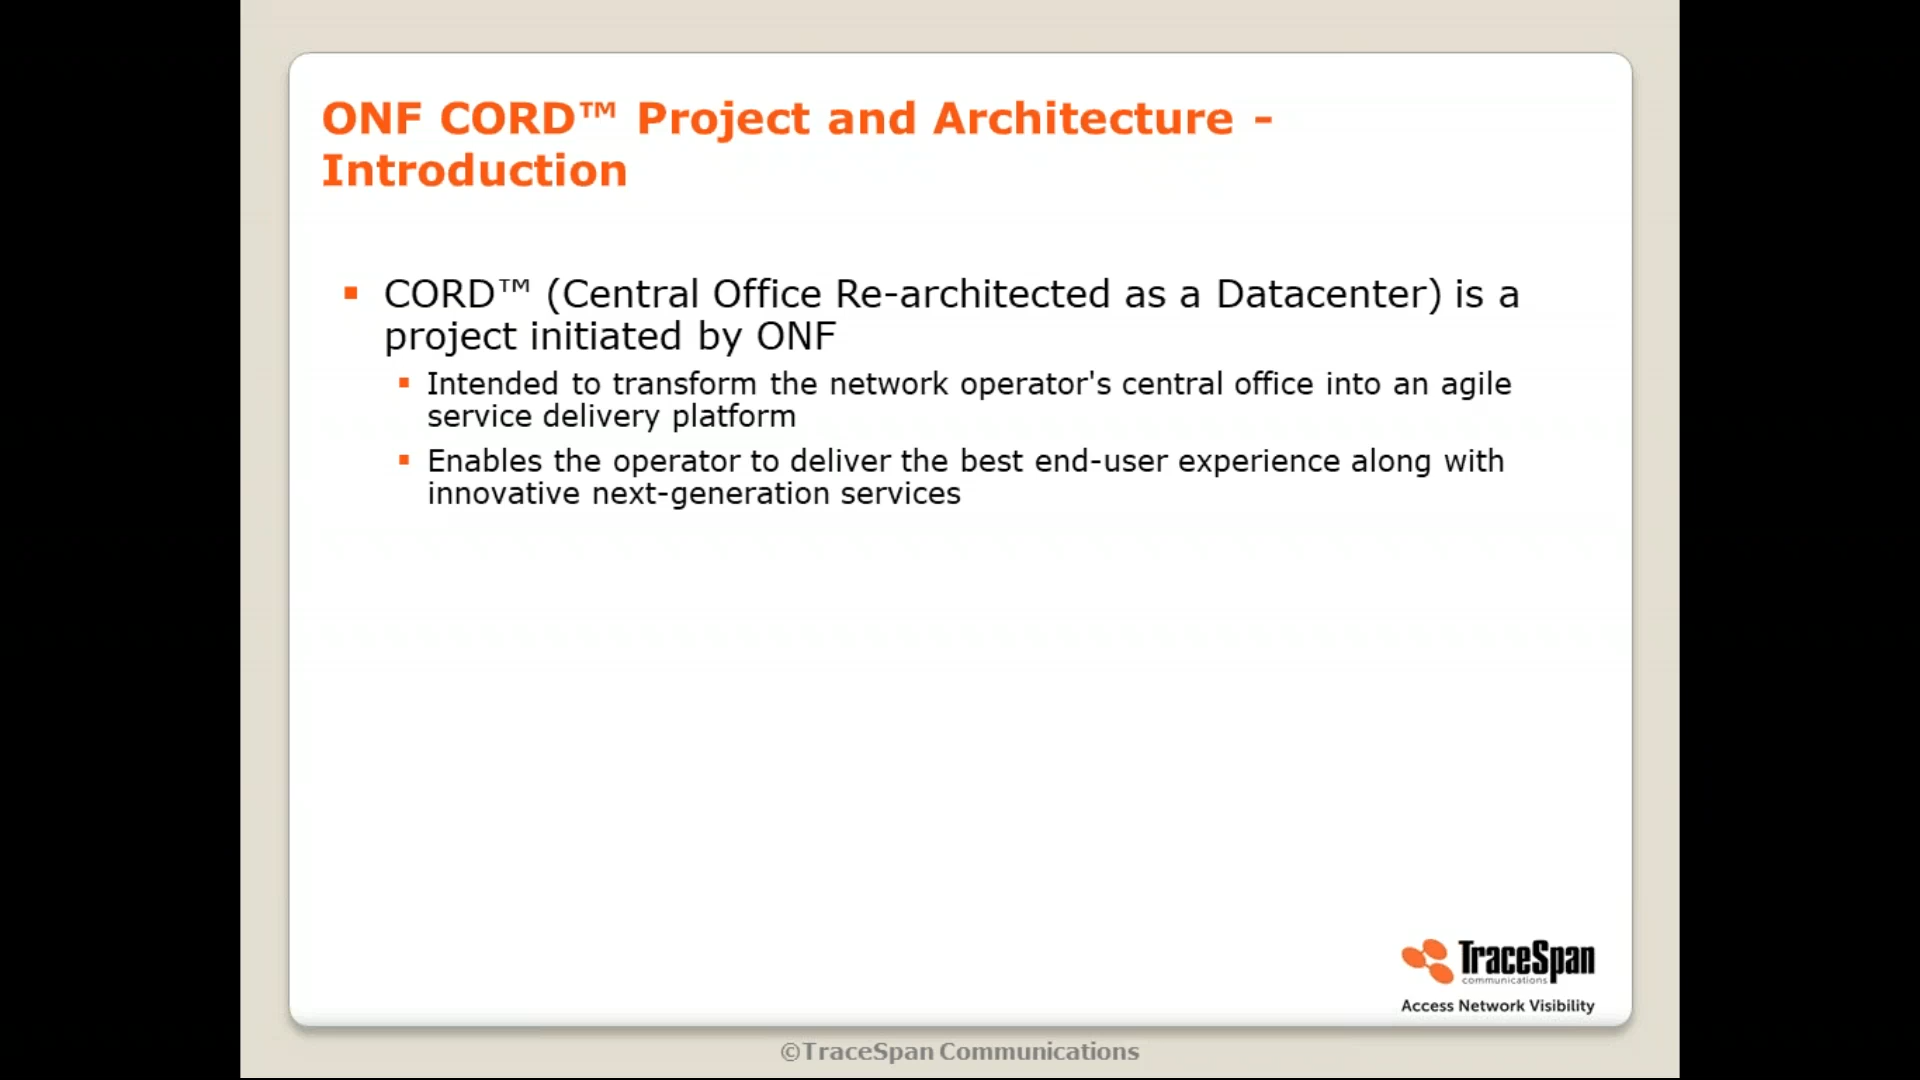 ONF CORD™ Project and Architecture -
Introduction
CORD™ (Central Office Re-architected as a Datacenter) is a
project initiated by ONF
Intended to transform the network operator's central office into an agile
service delivery platform
Enables the operator to deliver the best end-user experience along with
innovative next-generation services
TraceSpan
communications
Access Network Visibility
©TraceSpan Communications